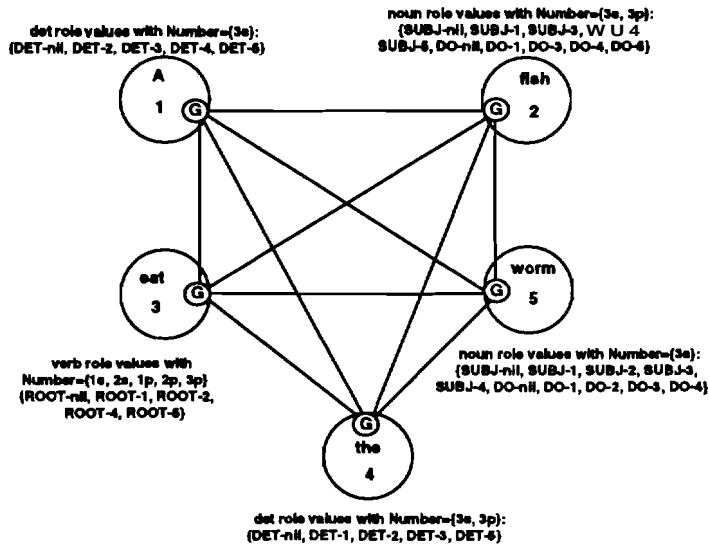 det role values with Number={3s}:
{DET-nil, DET-2, DET-3, DET-4, DET-5}
noun role values with Number={3s, 3p}:
{SUBJ-nil, SUBJ-1, SUBJ-3, W U 4
SUBJ-5, DO-nil, DO-1, DO-3, DO-4, DO-5}
A
1
G
fish
2
G
eat
3
G
worm
5
G
verb role values with
Number={1s, 2s, 1p, 2p, 3p}
{ROOT-nil, ROOT-1, ROOT-2,
ROOT-4, ROOT-5}
noun role values with Number={3s}:
{SUBJ-nil, SUBJ-1, SUBJ-2, SUBJ-3,
SUBJ-4, DO-nil, DO-1, DO-2, DO-3, DO-4}
G
the
4
det role values with Number={3s, 3p}:
{DET-nil, DET-1, DET-2, DET-3, DET-5}